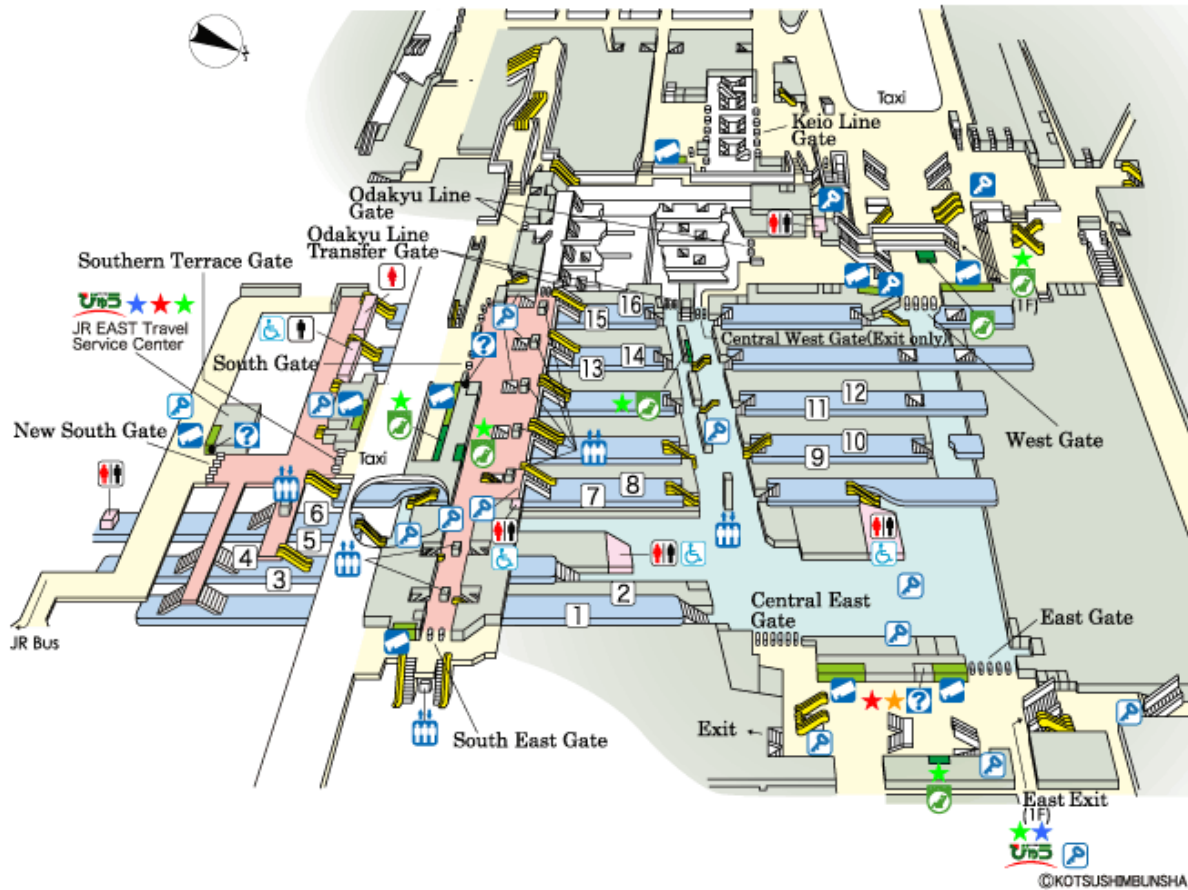 Taxi
Keio Line
Gate
Odakyu Line
Gate
Odakyu Line
Transfer Gate
Southern Terrace Gate
びゅう
JR EAST Travel
Service Center
South Gate
New South Gate
Taxi
(1F)
16
15
14
13
Central West Gate(Exit only)
12
11
10
9
West Gate
8
7
6
5
4
3
2
1
JR Bus
Central East
Gate
East Gate
South East Gate
Exit
East Exit
(1F)
びゅう
©KOTSUSHIMBUNSHA